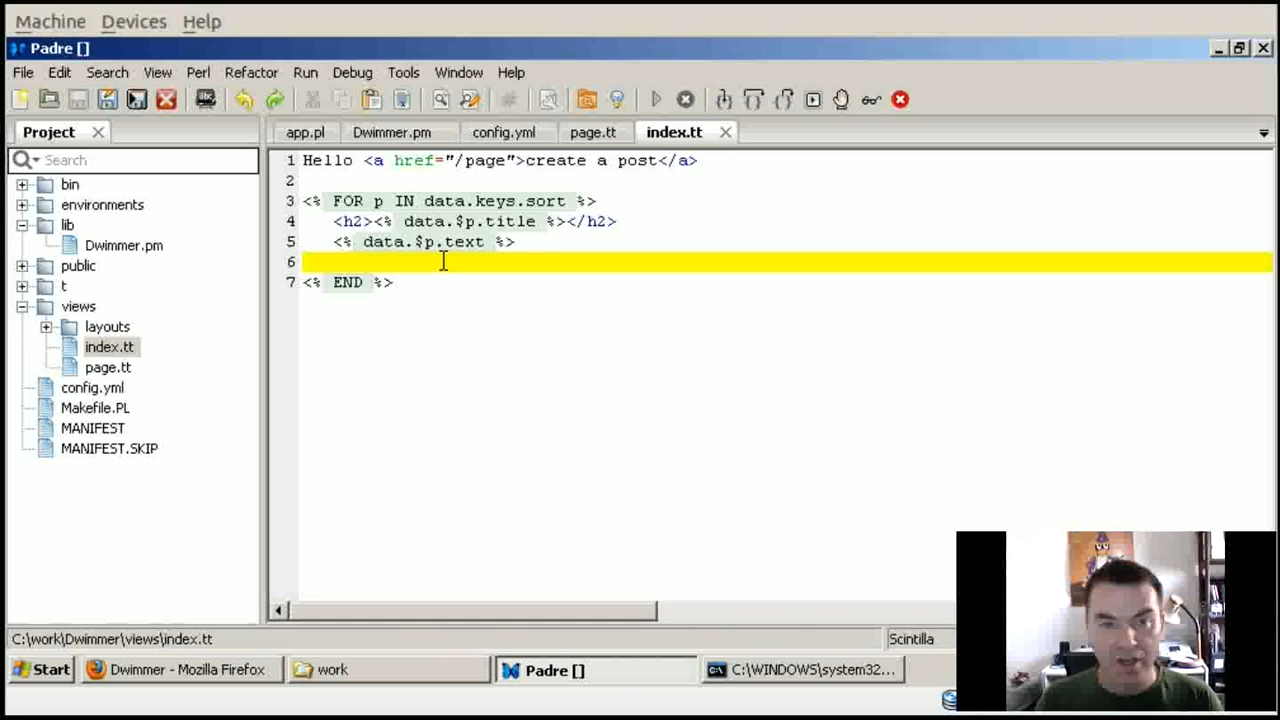 Machine Devices Help
Padre []
File Edit Search View Perl Refactor Run Debug Tools Window Help
Project
app.pl Dwimmer.pm config.yml page.tt index.tt
Search
bin
environments
lib
Dwimmer.pm
public
t
views
layouts
index.tt
page.tt
config.yml
Makefile.PL
MANIFEST
MANIFEST.SKIP
1 Hello <a href="/page">create a post</a>
2
3 <% FOR p IN data.keys.sort %>
4 <h2><% data.$p.title %></h2>
5 <% data.$p.text %>
6
7 <% END %>
C:\work\Dwimmer\views\index.tt Scintilla
Start Dwimmer - Mozilla Firefox work Padre [] C:\WINDOWS\system32...